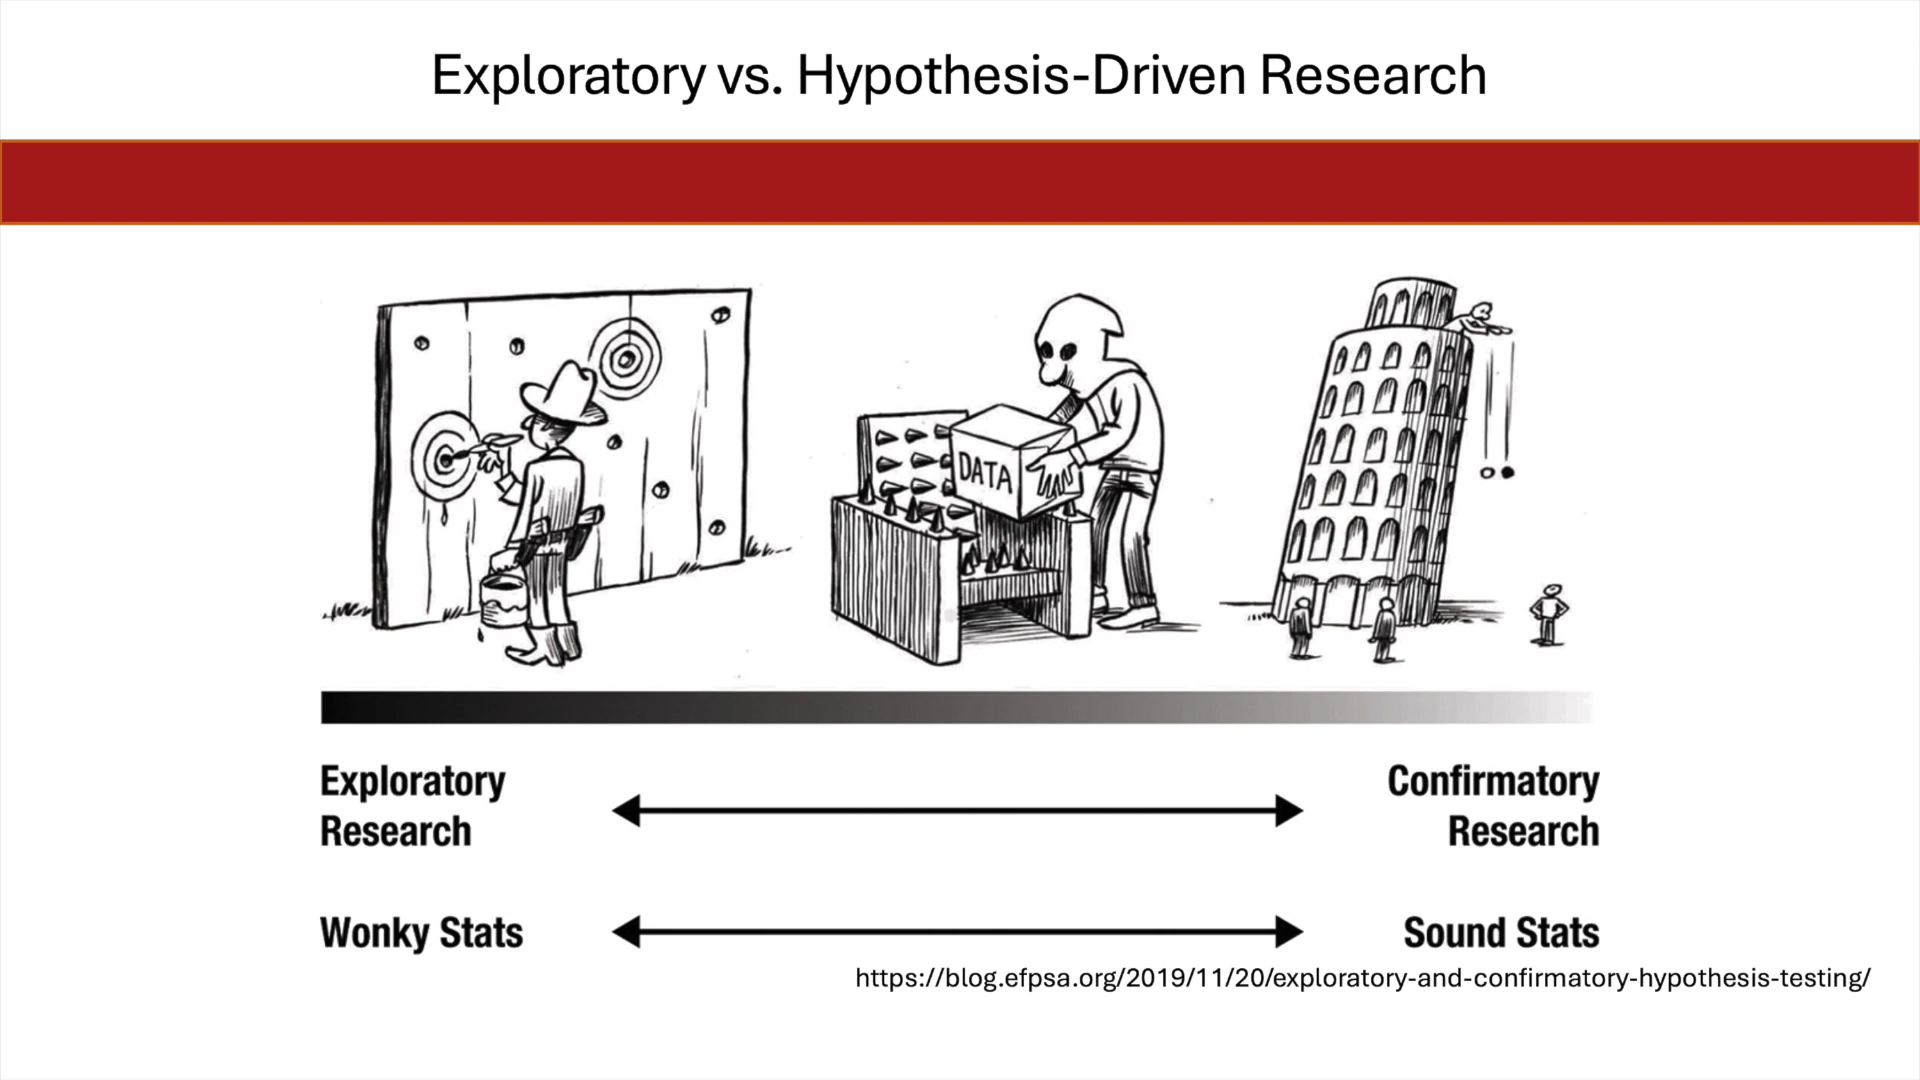 Exploratory vs. Hypothesis-Driven Research
DATA
Exploratory
Research
Confirmatory
Research
Wonky Stats
Sound Stats
https://blog.efpsa.org/2019/11/20/exploratory-and-confirmatory-hypothesis-testing/